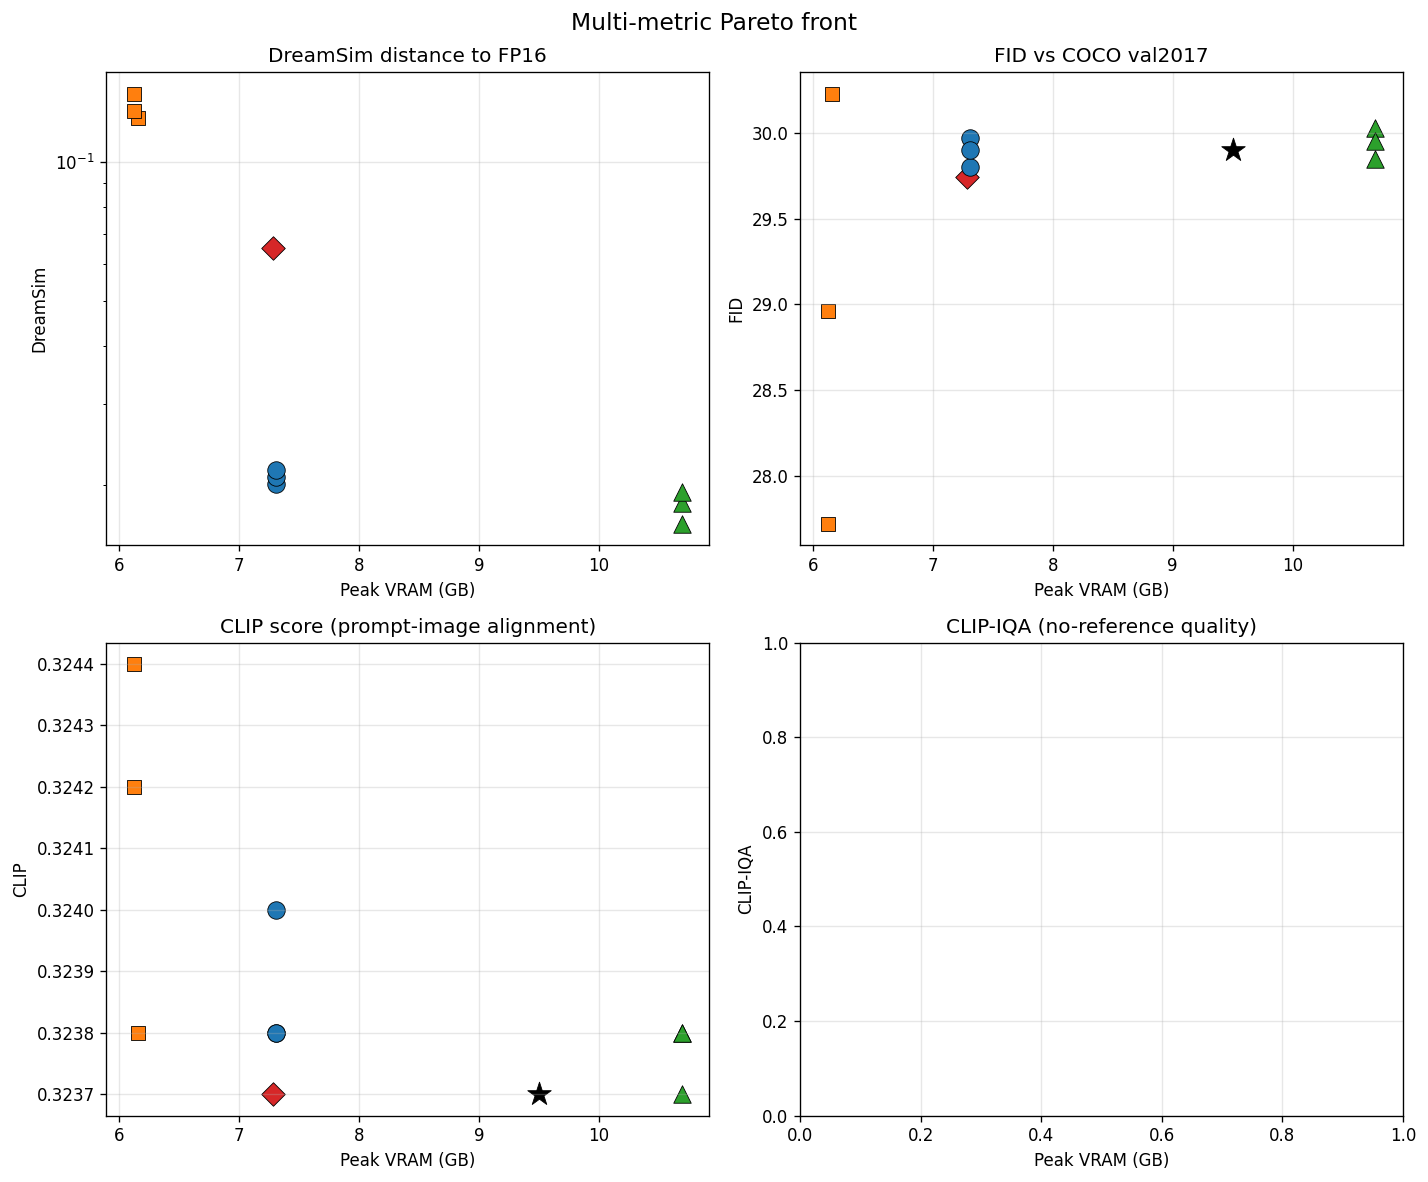 Multi-metric Pareto front
DreamSim distance to FP16
10⁻¹
DreamSim
6 7 8 9 10
Peak VRAM (GB)
FID vs COCO val2017
30.0
29.5
29.0
28.5
28.0
FID
6 7 8 9 10
Peak VRAM (GB)
CLIP score (prompt-image alignment)
0.3244
0.3243
0.3242
0.3241
0.3240
0.3239
0.3238
0.3237
CLIP
6 7 8 9 10
Peak VRAM (GB)
CLIP-IQA (no-reference quality)
1.0
0.8
0.6
0.4
0.2
0.0
CLIP-IQA
0.0 0.2 0.4 0.6 0.8 1.0
Peak VRAM (GB)